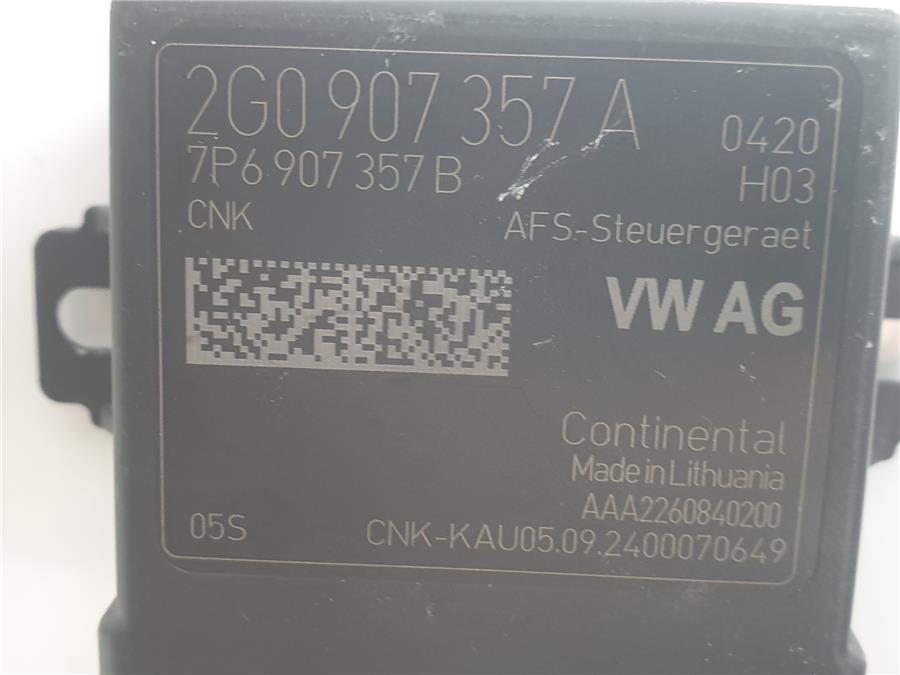 2G0 907 357 A
0420
7P6 907 357 B
H03
CNK
AFS-Steuergeraet
VW AG
Continental
Made in Lithuania
AAA2260840200
05S
CNK-KAU05.09.2400070649